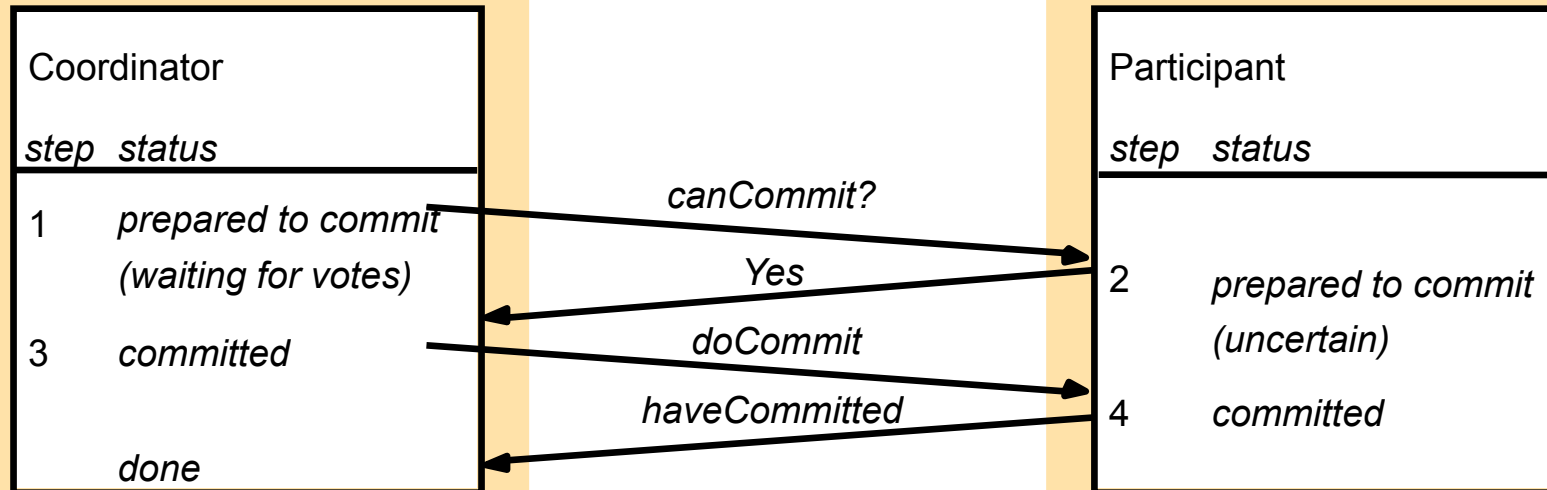 Coordinator
step status
1 prepared to commit
(waiting for votes)
3 committed
done
canCommit?
Yes
doCommit
haveCommitted
Participant
step status
2 prepared to commit
(uncertain)
4 committed